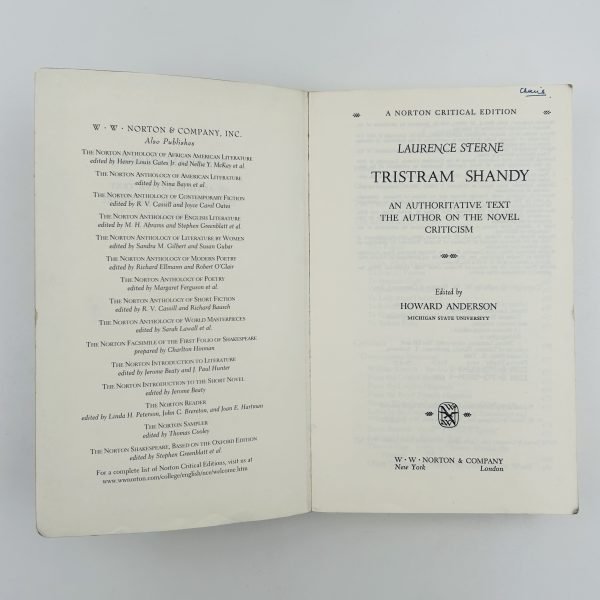 W · W · NORTON & COMPANY, INC.
Also Publishes
THE NORTON ANTHOLOGY OF AFRICAN AMERICAN LITERATURE
edited by Henry Louis Gates Jr. and Nellie Y. McKay et al.
THE NORTON ANTHOLOGY OF AMERICAN LITERATURE
edited by Nina Baym et al.
THE NORTON ANTHOLOGY OF CONTEMPORARY FICTION
edited by R. V. Cassill and Joyce Carol Oates
THE NORTON ANTHOLOGY OF ENGLISH LITERATURE
edited by M. H. Abrams and Stephen Greenblatt et al.
THE NORTON ANTHOLOGY OF LITERATURE BY WOMEN
edited by Sandra M. Gilbert and Susan Gubar
THE NORTON ANTHOLOGY OF MODERN POETRY
edited by Richard Ellmann and Robert O'Clair
THE NORTON ANTHOLOGY OF POETRY
edited by Margaret Ferguson et al.
THE NORTON ANTHOLOGY OF SHORT FICTION
edited by R. V. Cassill and Richard Bausch
THE NORTON ANTHOLOGY OF WORLD MASTERPIECES
edited by Sarah Lawall et al.
THE NORTON FACSIMILE OF THE FIRST FOLIO OF SHAKESPEARE
prepared by Charlton Hinman
THE NORTON INTRODUCTION TO LITERATURE
edited by Jerome Beaty and J. Paul Hunter
THE NORTON INTRODUCTION TO THE SHORT NOVEL
edited by Jerome Beaty
THE NORTON READER
edited by Linda H. Peterson, John C. Brereton, and Joan E. Hartman
THE NORTON SAMPLER
edited by Thomas Cooley
THE NORTON SHAKESPEARE, BASED ON THE OXFORD EDITION
edited by Stephen Greenblatt et al.
For a complete list of Norton Critical Editions, visit us at
www.wwnorton.com/college/english/nce/welcome.htm
A NORTON CRITICAL EDITION
LAURENCE STERNE
TRISTRAM SHANDY
AN AUTHORITATIVE TEXT
THE AUTHOR ON THE NOVEL
CRITICISM
Edited by
HOWARD ANDERSON
MICHIGAN STATE UNIVERSITY
W · W · NORTON & COMPANY
New York London